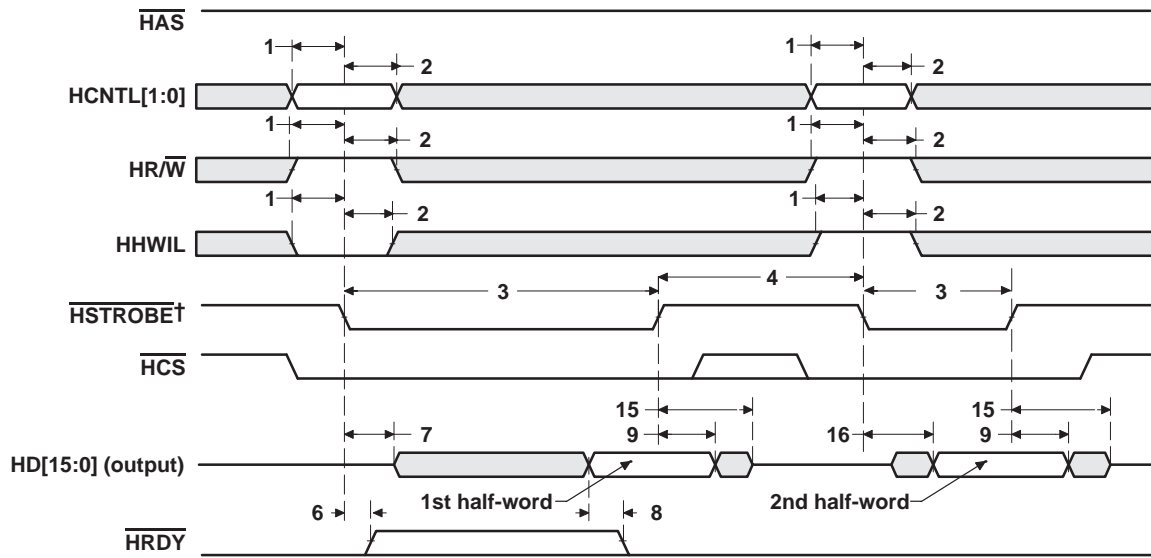 HAS
1
1
2
2
HCNTL[1:0]
1
1
2
2
HR/W
1
1
2
2
HHWIL
4
3
3
HSTROBE†
HCS
15
15
7
9
16
9
HD[15:0] (output)
1st half-word
2nd half-word
6
8
HRDY